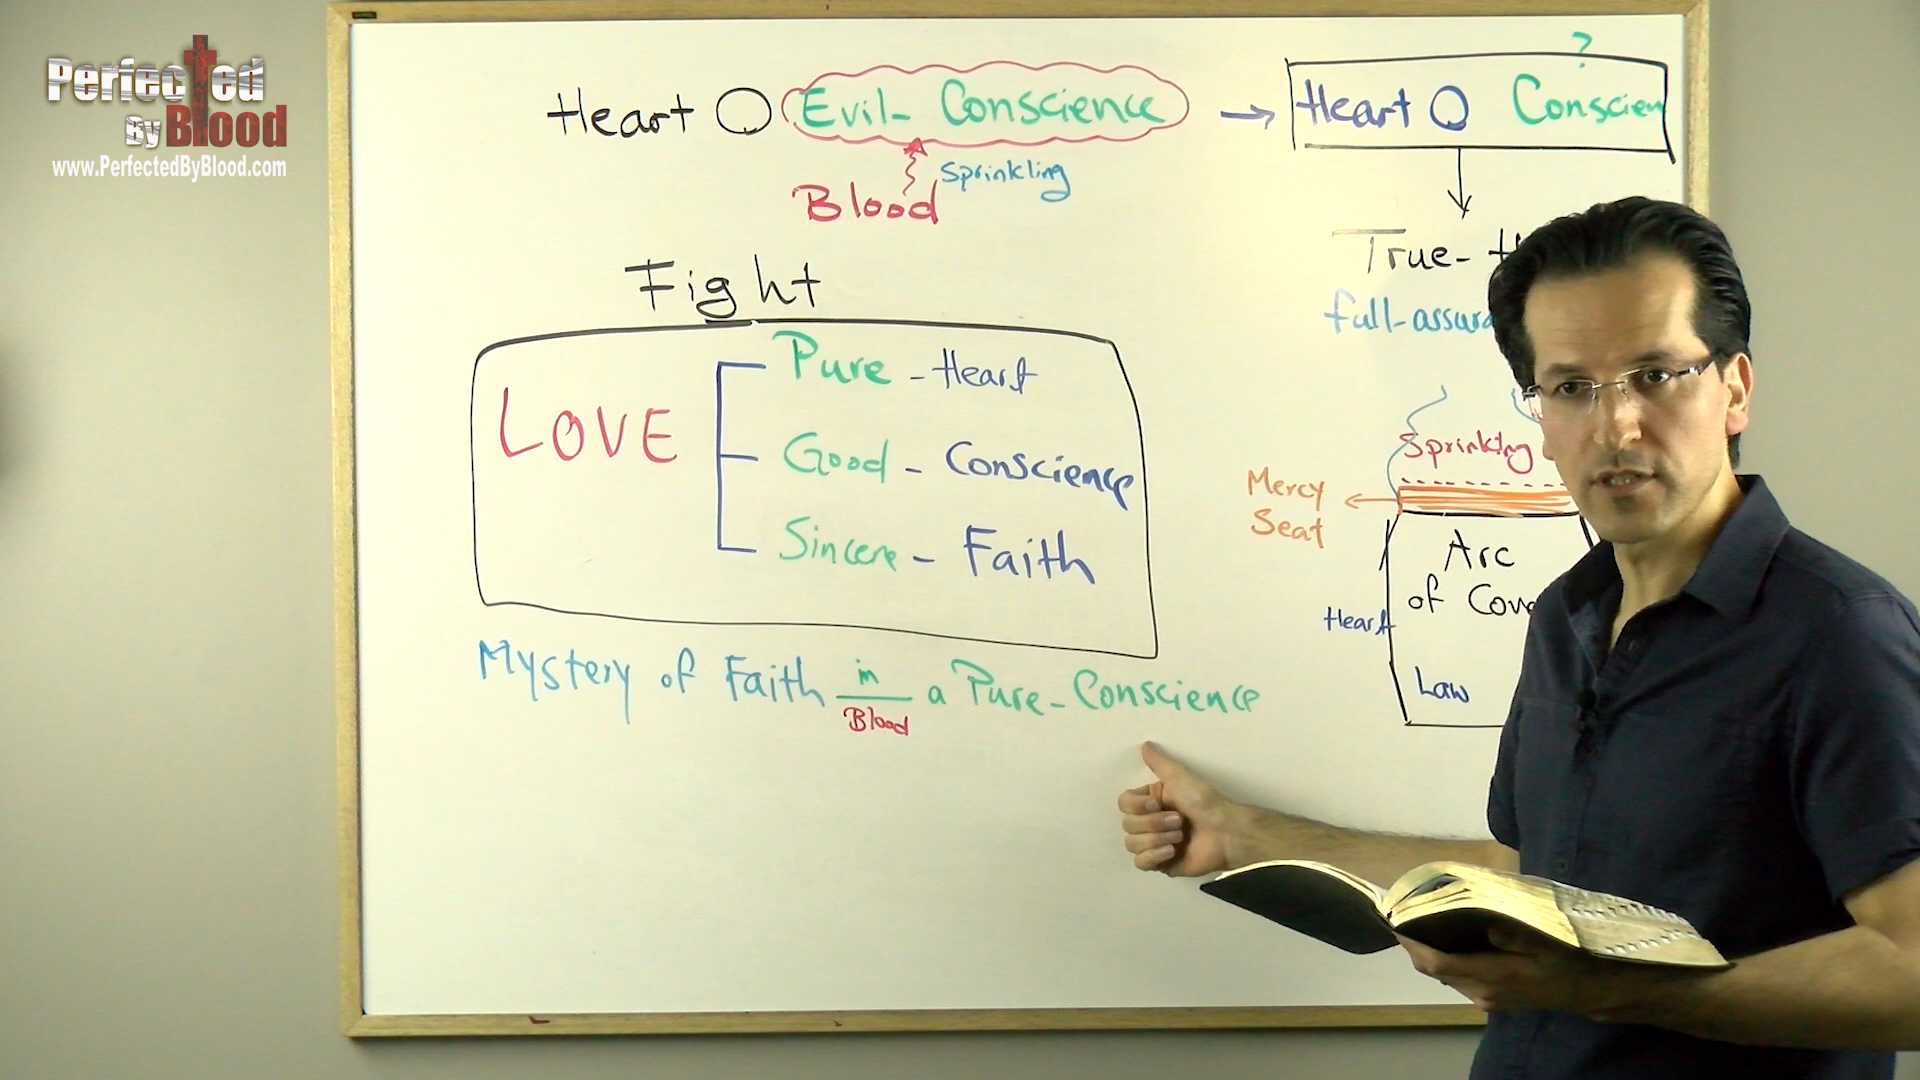 Perfected
By Blood
www.PerfectedByBlood.com
Heart Evil- Conscience → Heart Conscien
?
Sprinkling
Blood
True-
full-assura
Fight
LOVE
Pure - Heart
Good - Conscience
Sincere - Faith
Mystery of Faith in a Pure-Conscience
Blood
Sprinkling
Mercy
Seat
Arc
of Cove
Heart
Law